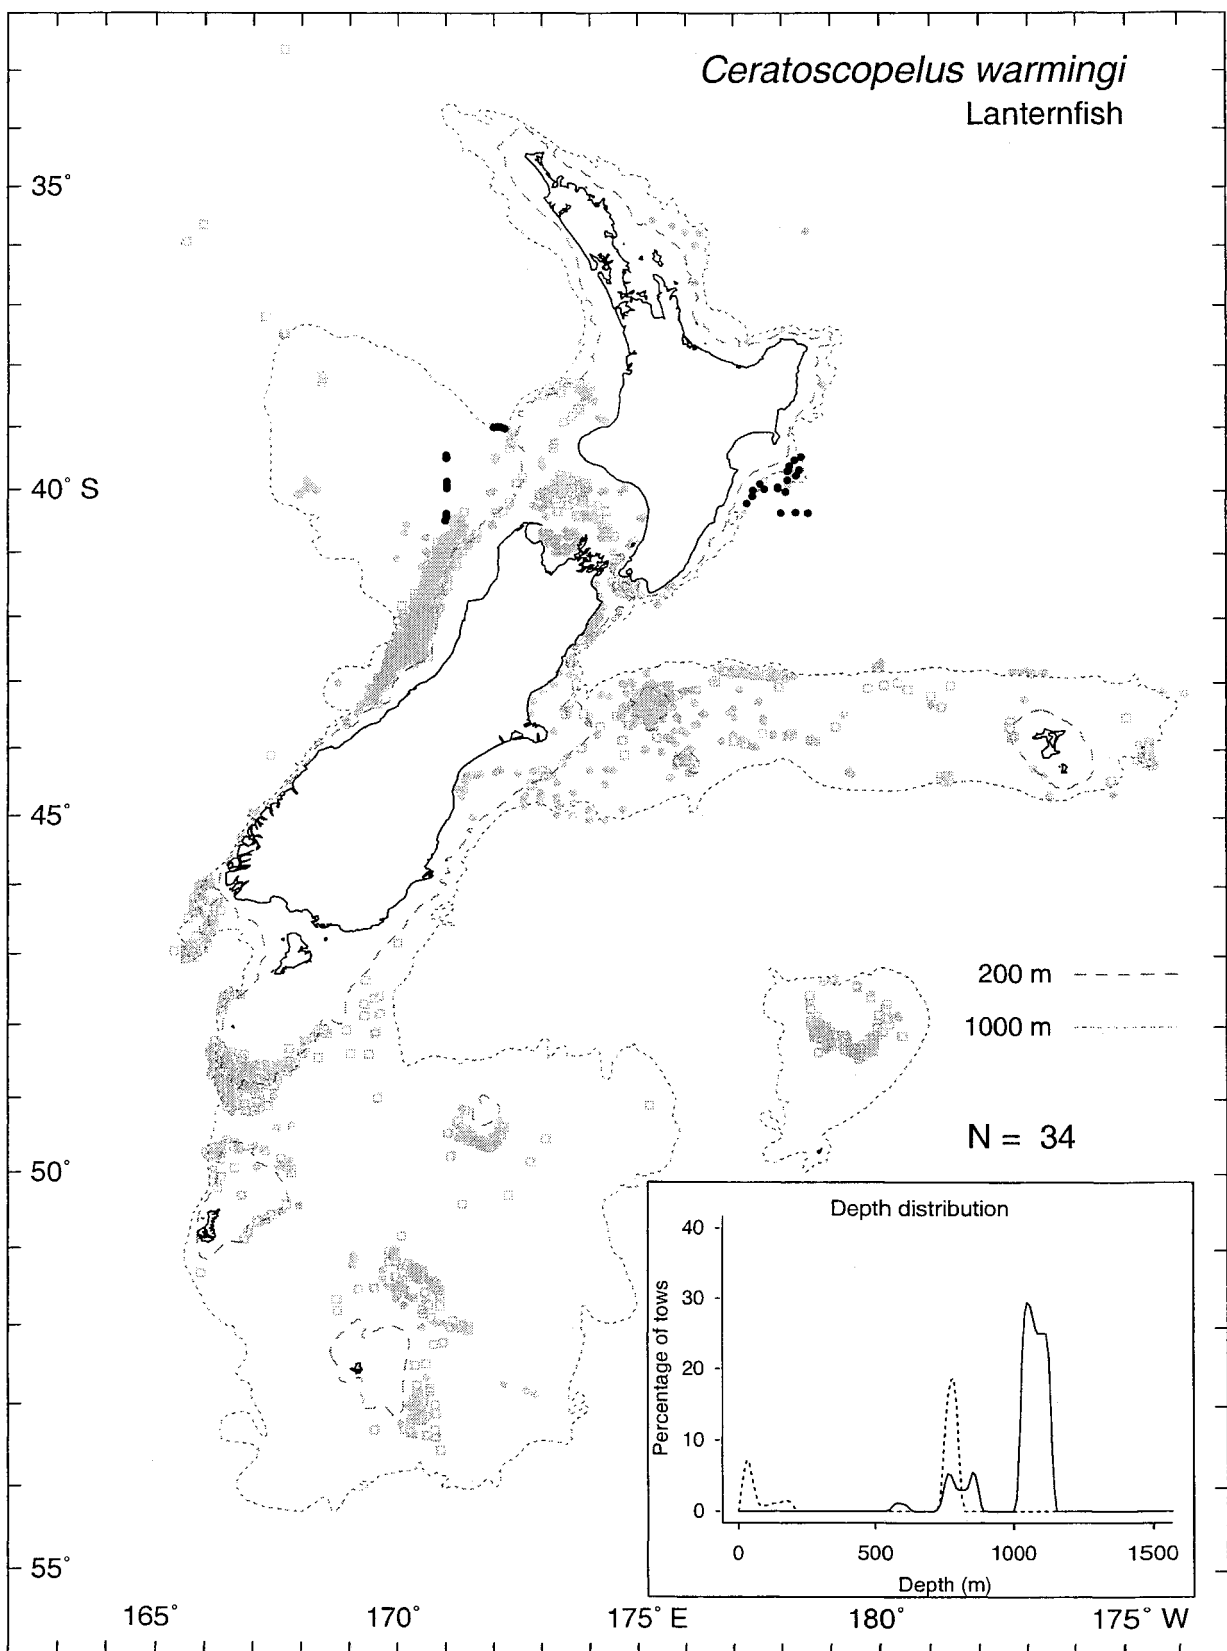 Ceratoscopelus warmingi
Lanternfish
35°
40° S
45°
50°
55°
200 m
1000 m
N = 34
Depth distribution
40
30
20
10
0
Percentage of tows
0 500 1000 1500
Depth (m)
165° 170° 175° E 180° 175° W